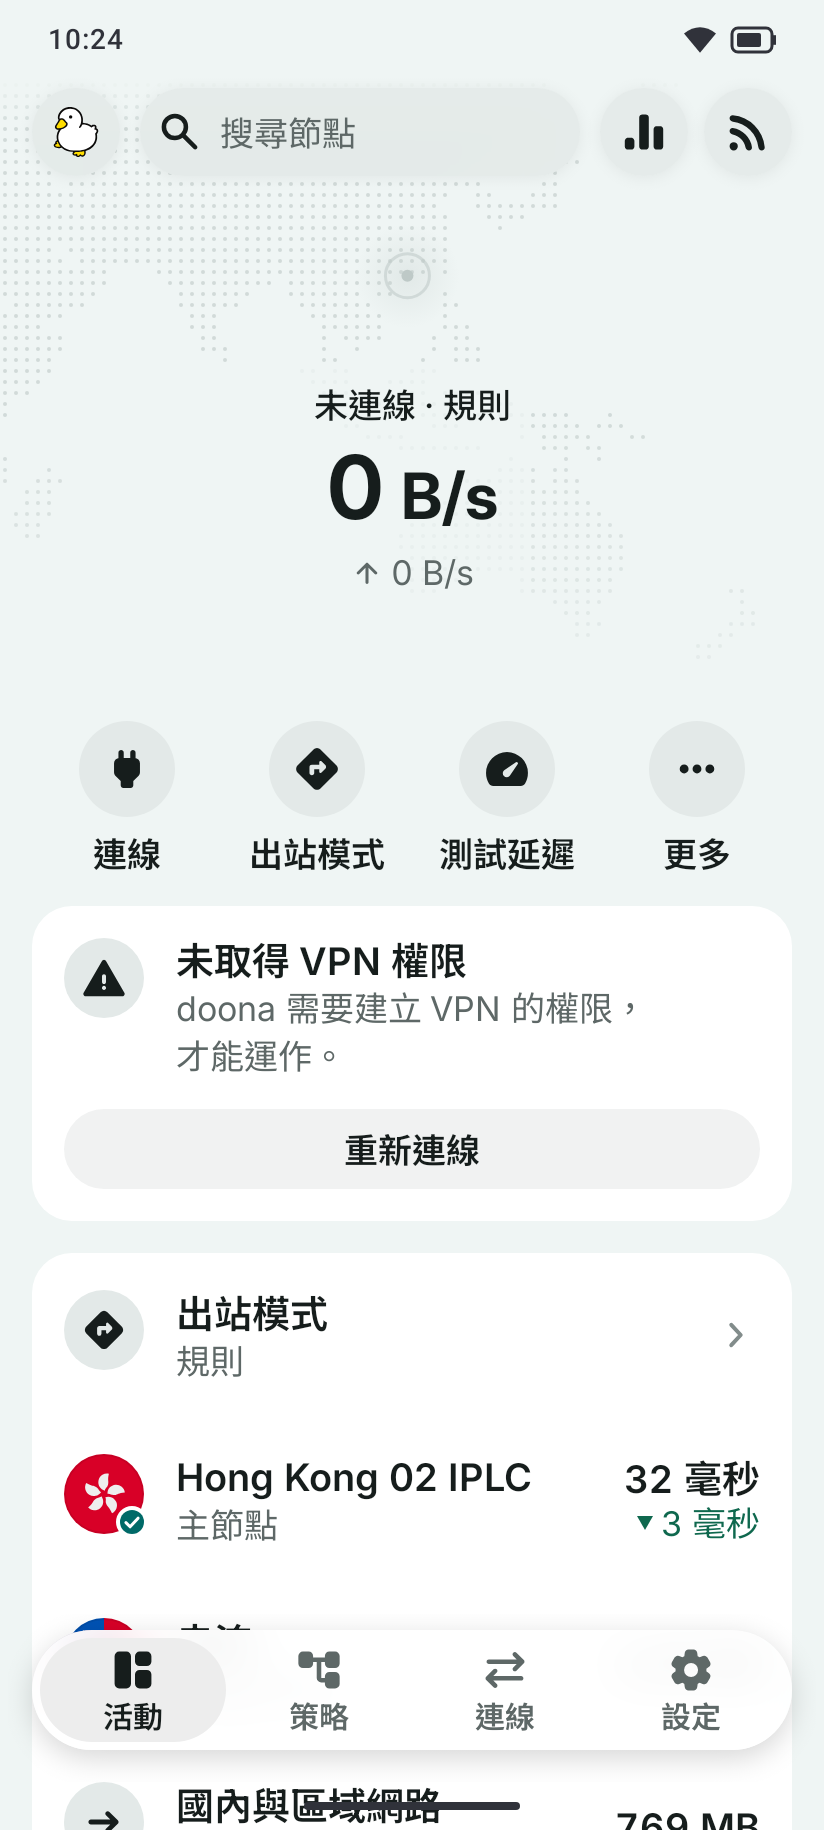 10:24
搜尋節點
未連線 · 規則
0 B/s
↑ 0 B/s
連線
出站模式
測試延遲
更多
未取得 VPN 權限
doona 需要建立 VPN 的權限，
才能運作。
重新連線
出站模式
規則
Hong Kong 02 IPLC
32 毫秒
主節點
▼3 毫秒
活動
策略
連線
設定
國內與區域網路
769 MB